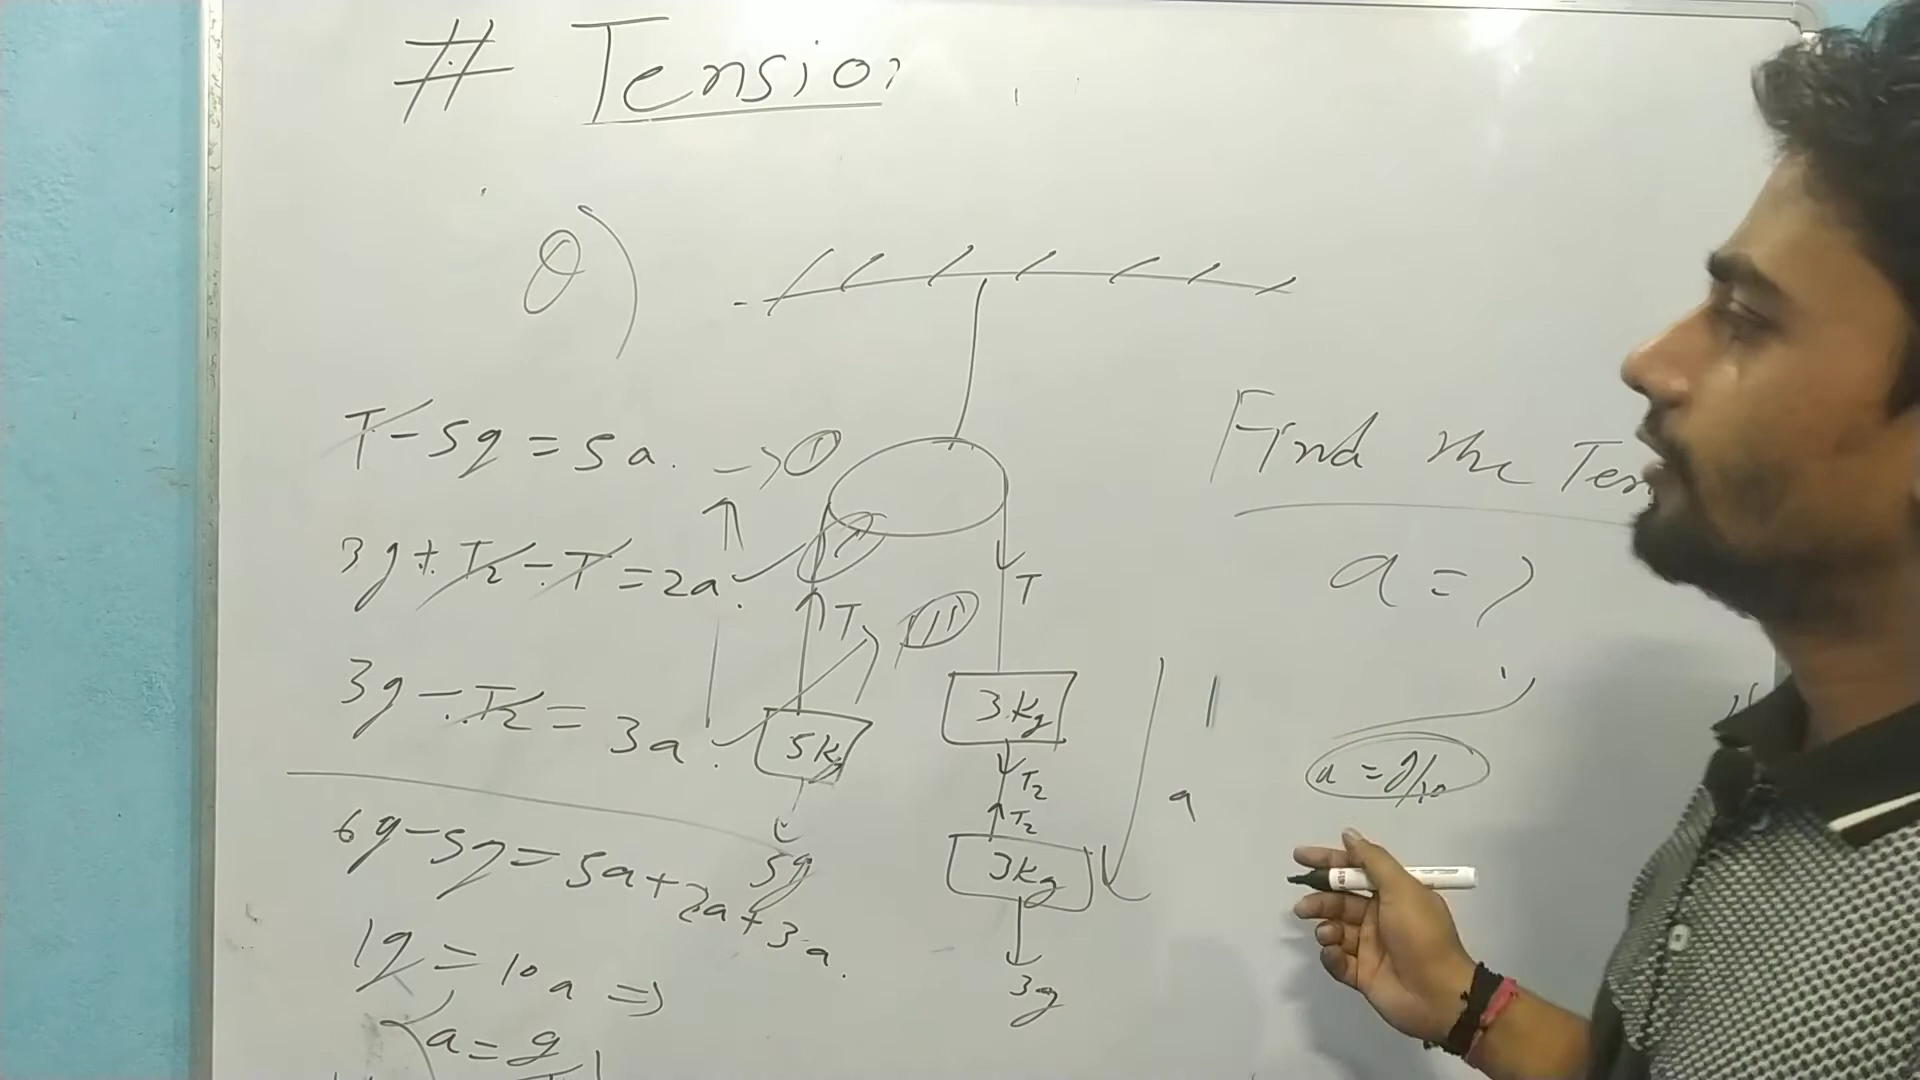 # Tension
Q)
T - 5g = 5a. → ①
3g + T2 - T = 2a.
3g - T2 = 3a.
6g - 5g = 5a + 2a + 3a.
1g = 10a ⇒
a = g
T
T
5kg
5g
3kg
T2
T2
3kg
3g
a
Find the Ten
a = ?
a = g/10